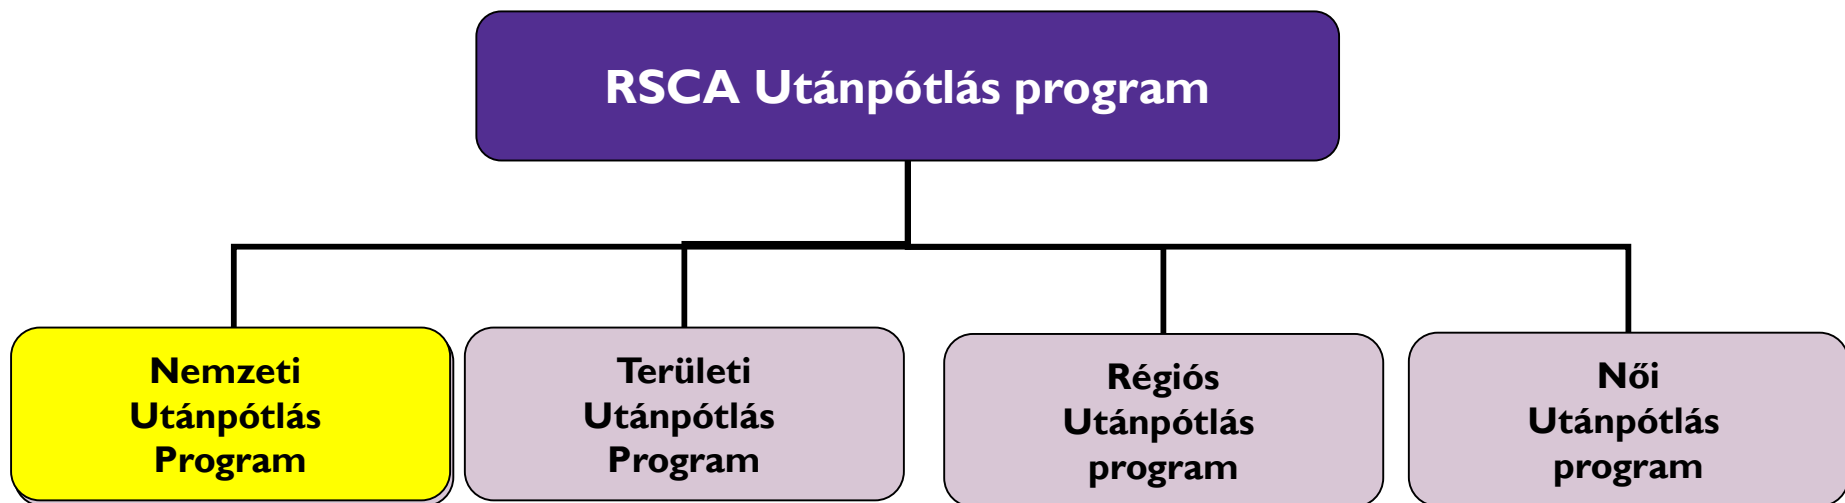 RSCA Utánpótlás program
Nemzeti
Utánpótlás
Program
Területi
Utánpótlás
Program
Régiós
Utánpótlás
program
Női
Utánpótlás
program